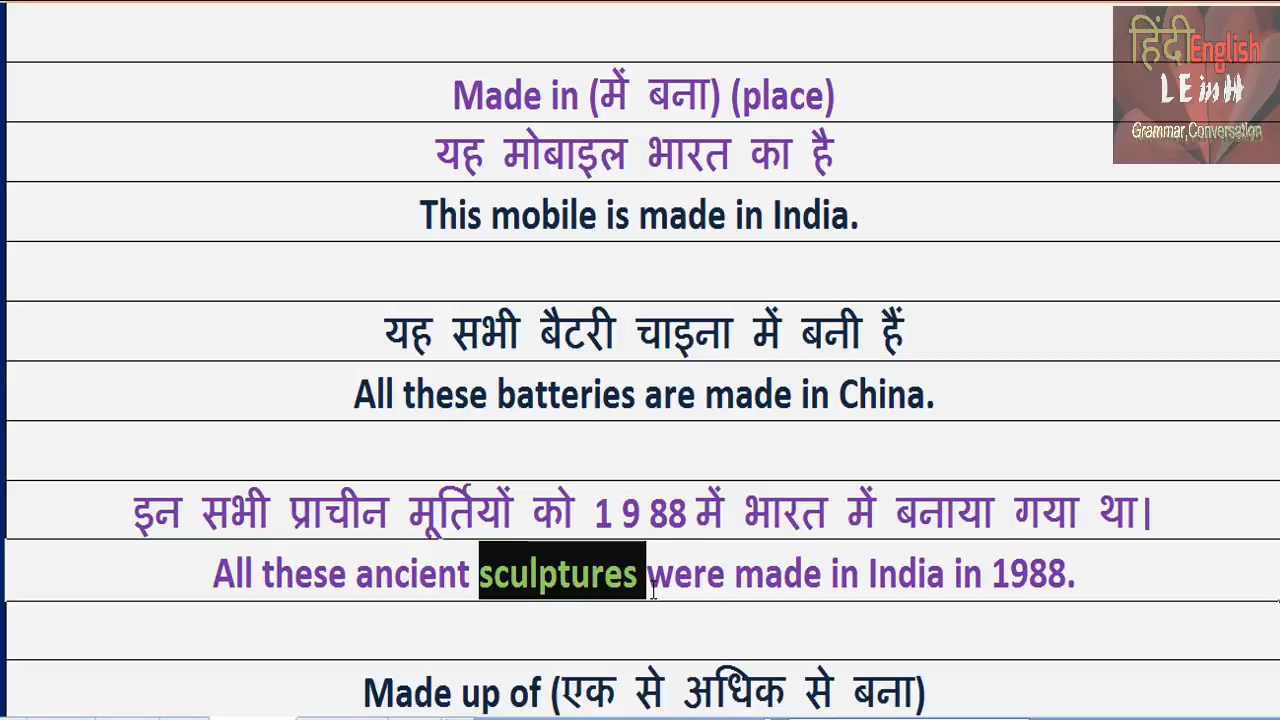 हिंदी English
LEinH
Grammar,Conversation
Made in (में बना) (place)
यह मोबाइल भारत का है
This mobile is made in India.
यह सभी बैटरी चाइना में बनी हैं
All these batteries are made in China.
इन सभी प्राचीन मूर्तियों को 1988 में भारत में बनाया गया था।
All these ancient sculptures were made in India in 1988.
Made up of (एक से अधिक से बना)